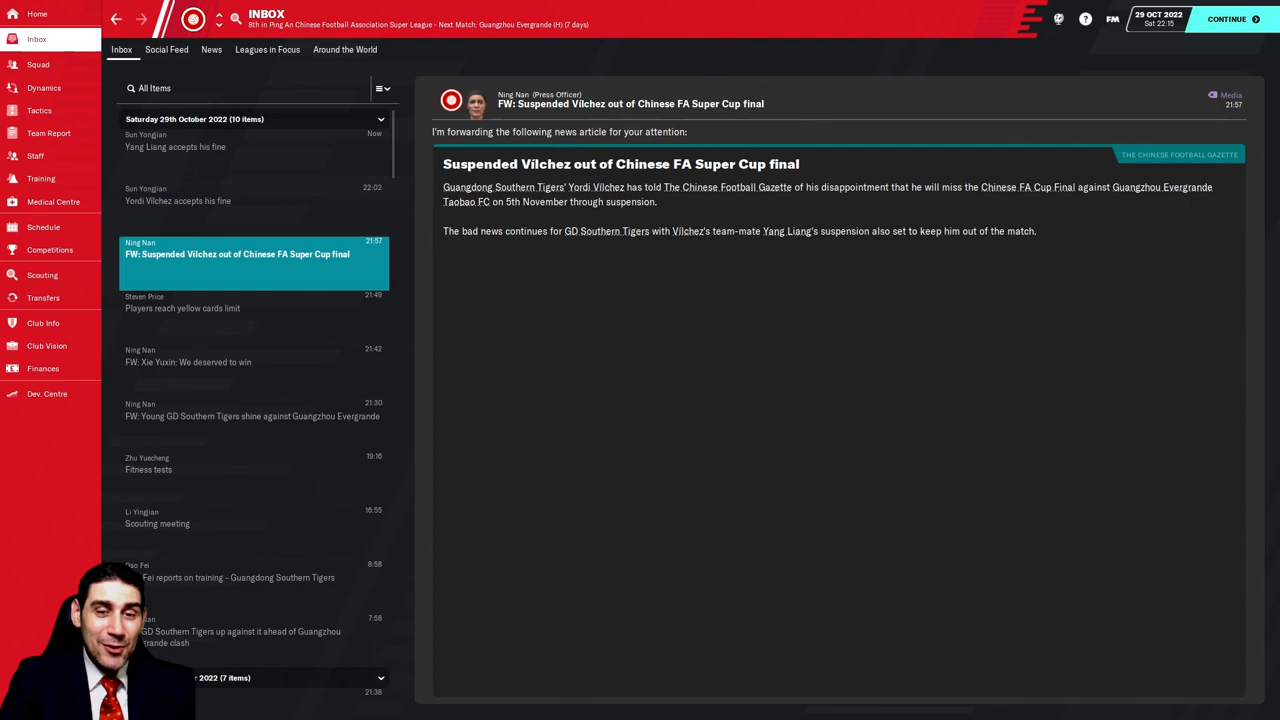 Home
Inbox
Squad
Dynamics
Tactics
Team Report
Staff
Training
Medical Centre
Schedule
Competitions
Scouting
Transfers
Club Info
Club Vision
Finances
Dev. Centre
INBOX
8th in Ping An Chinese Football Association Super League - Next Match: Guangzhou Evergrande (H) (7 days)
FM
29 OCT 2022
Sat 22:15
CONTINUE
Inbox
Social Feed
News
Leagues in Focus
Around the World
All Items
Saturday 29th October 2022 (10 items)
Sun Yongjian Now
Yang Liang accepts his fine
Sun Yongjian 22:02
Yordi Vílchez accepts his fine
Ning Nan 21:57
FW: Suspended Vílchez out of Chinese FA Super Cup final
Steven Price 21:49
Players reach yellow cards limit
Ning Nan 21:42
FW: Xie Yuxin: We deserved to win
Ning Nan 21:30
FW: Young GD Southern Tigers shine against Guangzhou Evergrande
Zhu Yuecheng 19:16
Fitness tests
Li Yingjian 16:55
Scouting meeting
Gao Fei 8:58
Fei reports on training - Guangdong Southern Tigers
7:58
GD Southern Tigers up against it ahead of Guangzhou
grande clash
2022 (7 items)
21:38
Ning Nan (Press Officer)
FW: Suspended Vílchez out of Chinese FA Super Cup final
Media
21:57
I'm forwarding the following news article for your attention:
THE CHINESE FOOTBALL GAZETTE
Suspended Vílchez out of Chinese FA Super Cup final
Guangdong Southern Tigers' Yordi Vílchez has told The Chinese Football Gazette of his disappointment that he will miss the Chinese FA Cup Final against Guangzhou Evergrande
Taobao FC on 5th November through suspension.
The bad news continues for GD Southern Tigers with Vílchez's team-mate Yang Liang's suspension also set to keep him out of the match.